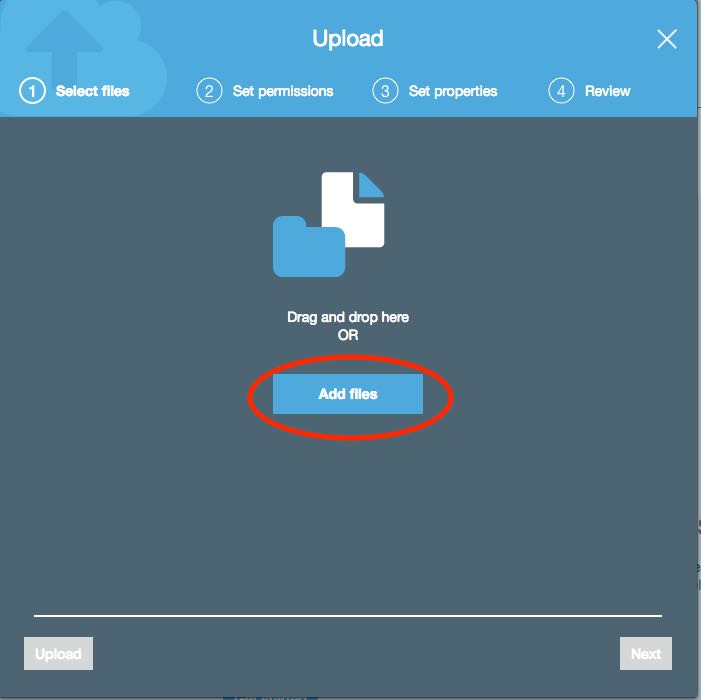 Upload
1 Select files
2 Set permissions
3 Set properties
4 Review
Drag and drop here
OR
Add files
Upload
Next